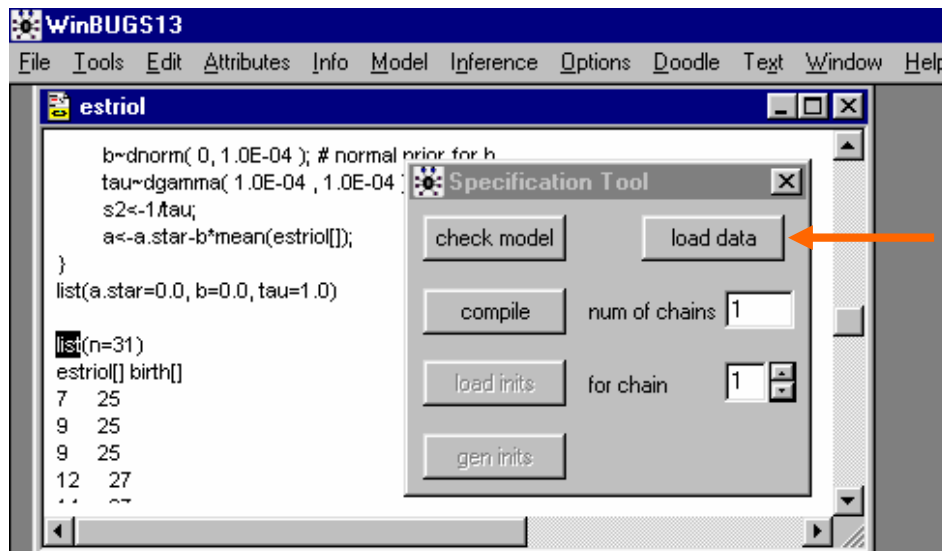 WinBUGS13
File Tools Edit Attributes Info Model Inference Options Doodle Text Window Help
estriol
b~dnorm( 0, 1.0E-04 ); # normal prior for b
tau~dgamma( 1.0E-04 , 1.0E-04 )
s2<-1/tau;
a<-a.star-b*mean(estriol[]);
}
list(a.star=0.0, b=0.0, tau=1.0)
list(n=31)
estriol[] birth[]
7 25
9 25
9 25
12 27
Specification Tool
check model load data
compile num of chains 1
load inits for chain 1
gen inits